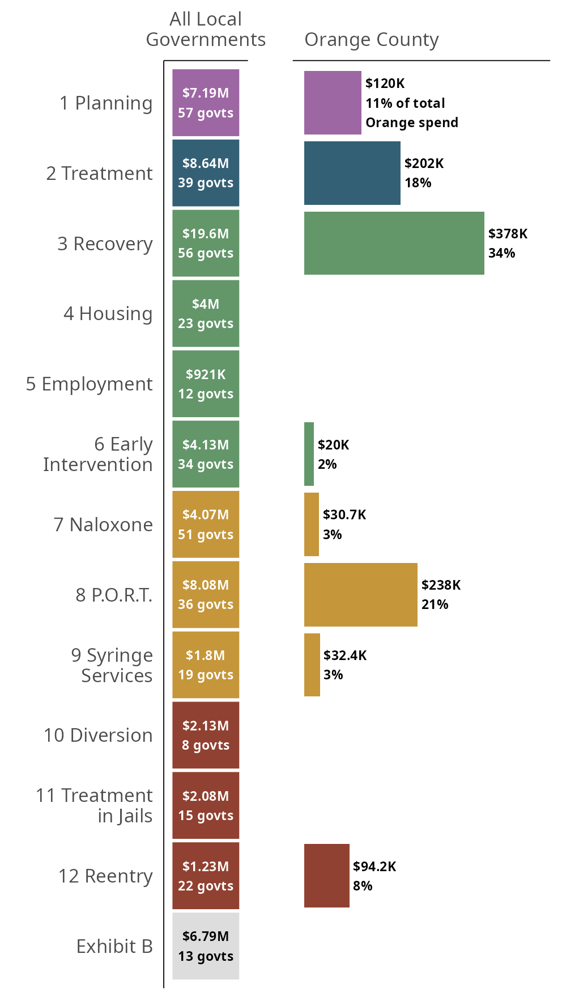 All Local
Governments
Orange County
1 Planning
$7.19M
57 govts
$120K
11% of total
Orange spend
2 Treatment
$8.64M
39 govts
$202K
18%
3 Recovery
$19.6M
56 govts
$378K
34%
4 Housing
$4M
23 govts
5 Employment
$921K
12 govts
6 Early
Intervention
$4.13M
34 govts
$20K
2%
7 Naloxone
$4.07M
51 govts
$30.7K
3%
8 P.O.R.T.
$8.08M
36 govts
$238K
21%
9 Syringe
Services
$1.8M
19 govts
$32.4K
3%
10 Diversion
$2.13M
8 govts
11 Treatment
in Jails
$2.08M
15 govts
12 Reentry
$1.23M
22 govts
$94.2K
8%
Exhibit B
$6.79M
13 govts